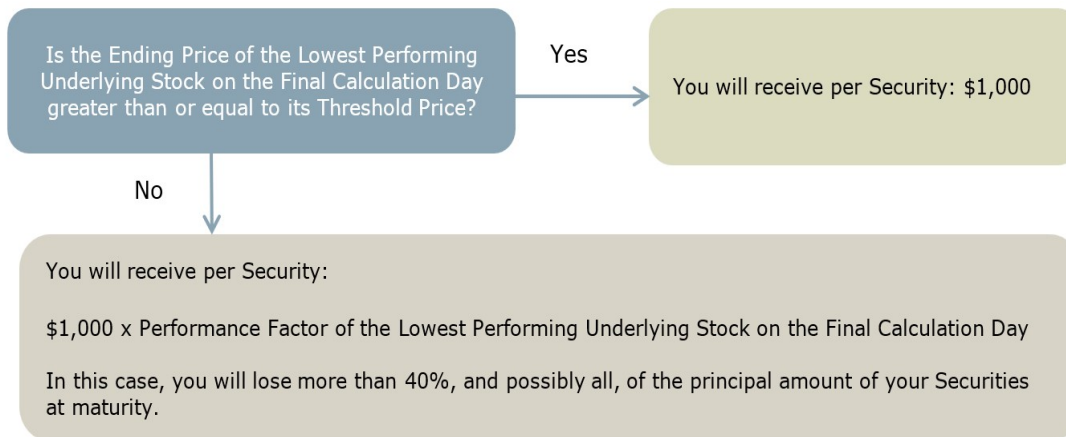 Is the Ending Price of the Lowest Performing
Underlying Stock on the Final Calculation Day
greater than or equal to its Threshold Price?
Yes
You will receive per Security: $1,000
No
You will receive per Security:
$1,000 x Performance Factor of the Lowest Performing Underlying Stock on the Final Calculation Day
In this case, you will lose more than 40%, and possibly all, of the principal amount of your Securities
at maturity.